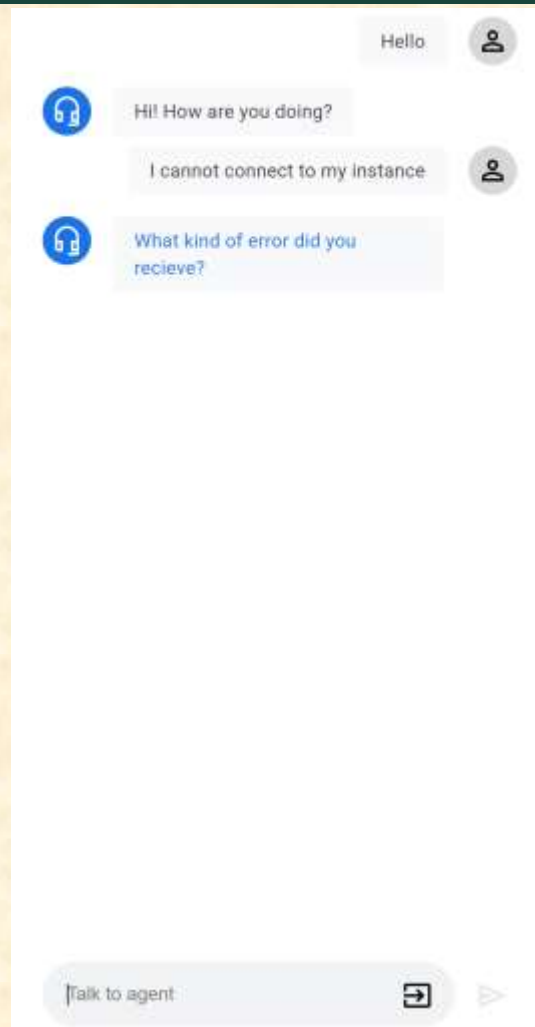 Hello
Hi! How are you doing?
I cannot connect to my instance
What kind of error did you
recieve?
Talk to agent